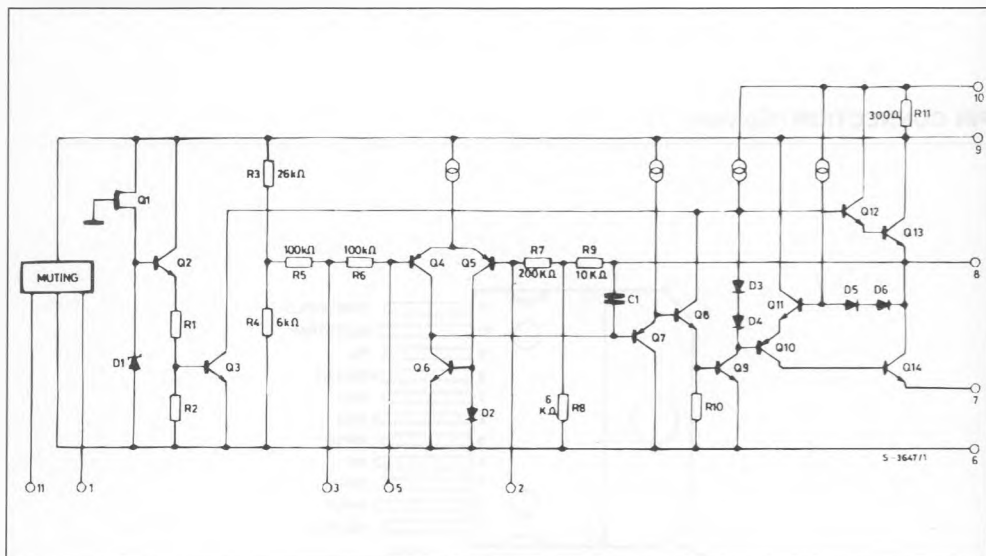 10
300Ω R11
9
R3 26kΩ
Q1
Q12
Q2
100kΩ
100kΩ
Q4
Q5
R7
R9
Q13
MUTING
R5
R6
200KΩ
10KΩ
8
R1
R4 6kΩ
C1
D3
Q11
D5 D6
Q8
D4
D1
Q3
Q6
Q7
Q10
Q9
Q14
R2
D2
6
KΩ
R8
R10
7
S-3647/1
6
11
1
3
5
2